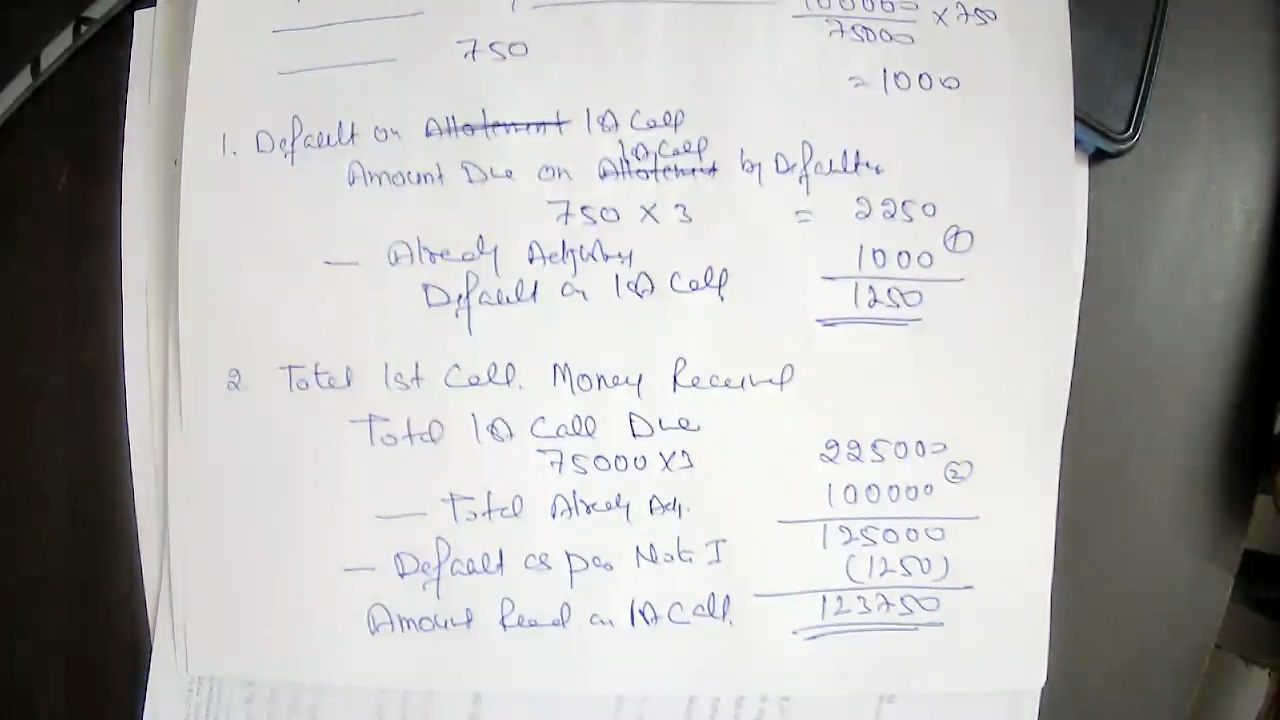 100000 × 750
75000
750
= 1000
1. Default on Allotement 1st Call
1st Call
Amount Due on Allotement by Defaulter
750 × 3 = 2250
— Already Adjusted 1000 ①
Default on 1st Call 1250
2. Total 1st Call. Money Received
Total 1st Call Due
75000 × 3 225000
— Total Already Adj. 100000 ②
125000
— Default as per Note I (1250)
Amount Recd on 1st Call. 123750